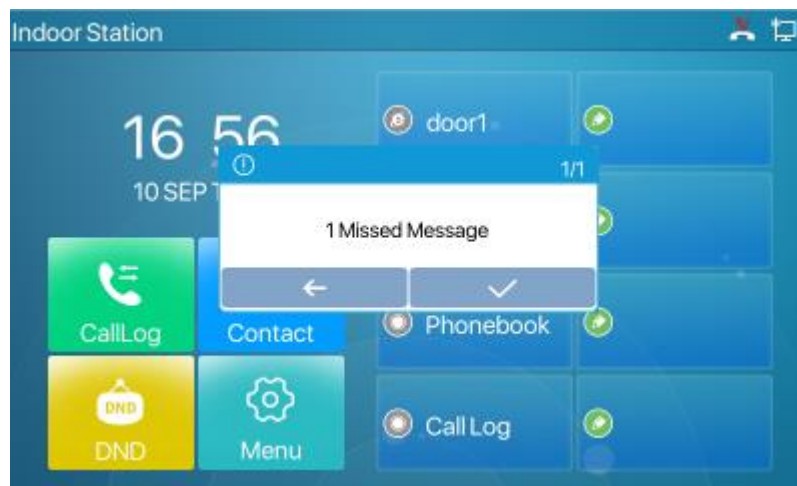 Indoor Station
16 56
10 SEP
door1
1/1
1 Missed Message
CallLog
Contact
Phonebook
DND
DND
Menu
Call Log